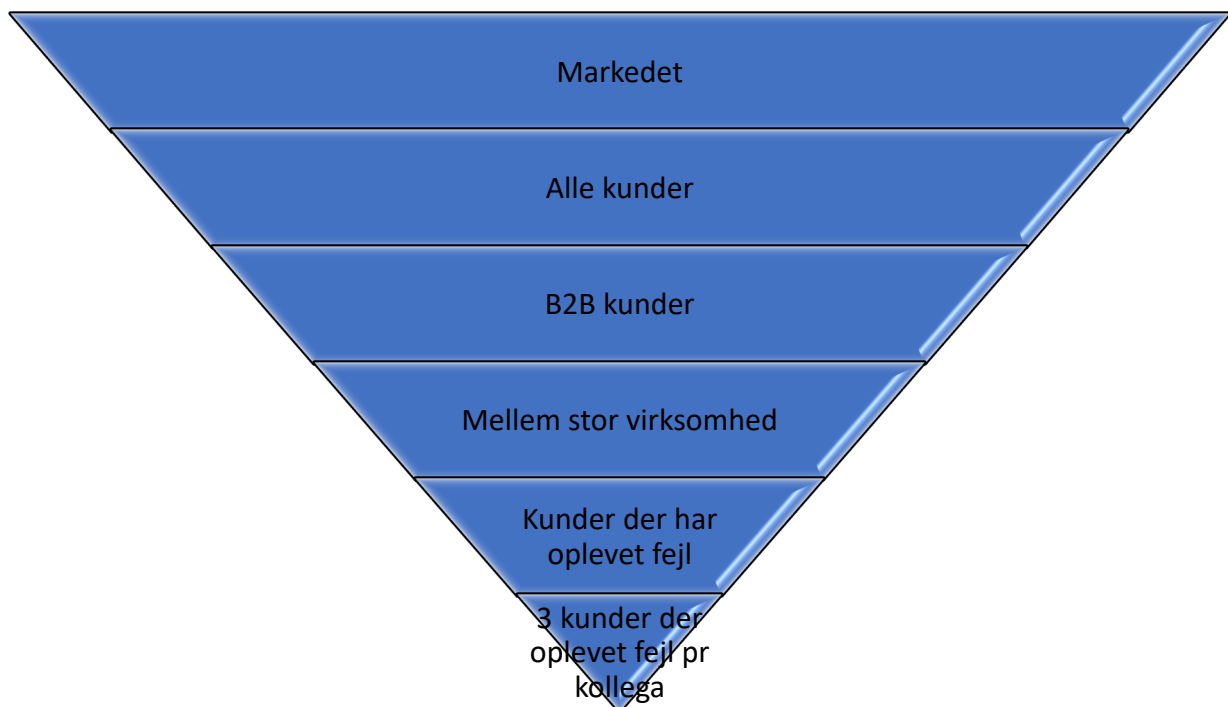 Markedet
Alle kunder
B2B kunder
Mellem stor virksomhed
Kunder der har
oplevet fejl
3 kunder der
oplevet fejl pr
kollega